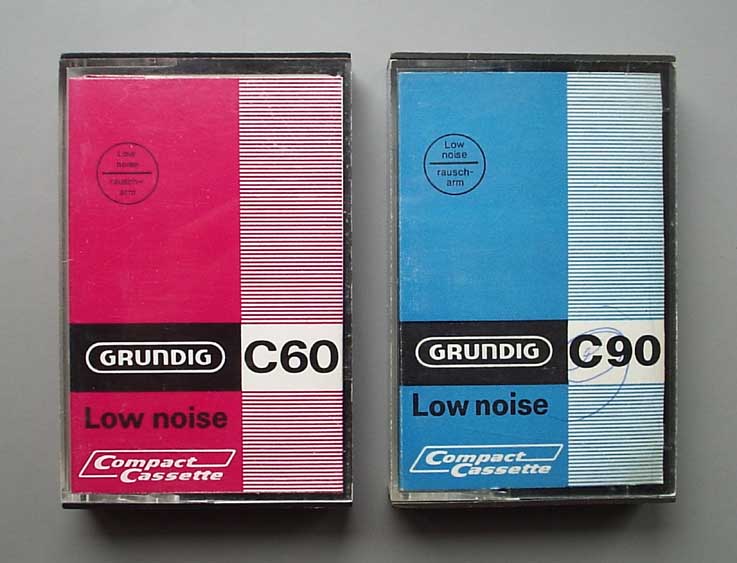 Low
noise
rausch-
arm
GRUNDIG
C60
Low noise
Compact
Cassette
Low
noise
rausch-
arm
GRUNDIG
C90
Low noise
Compact
Cassette